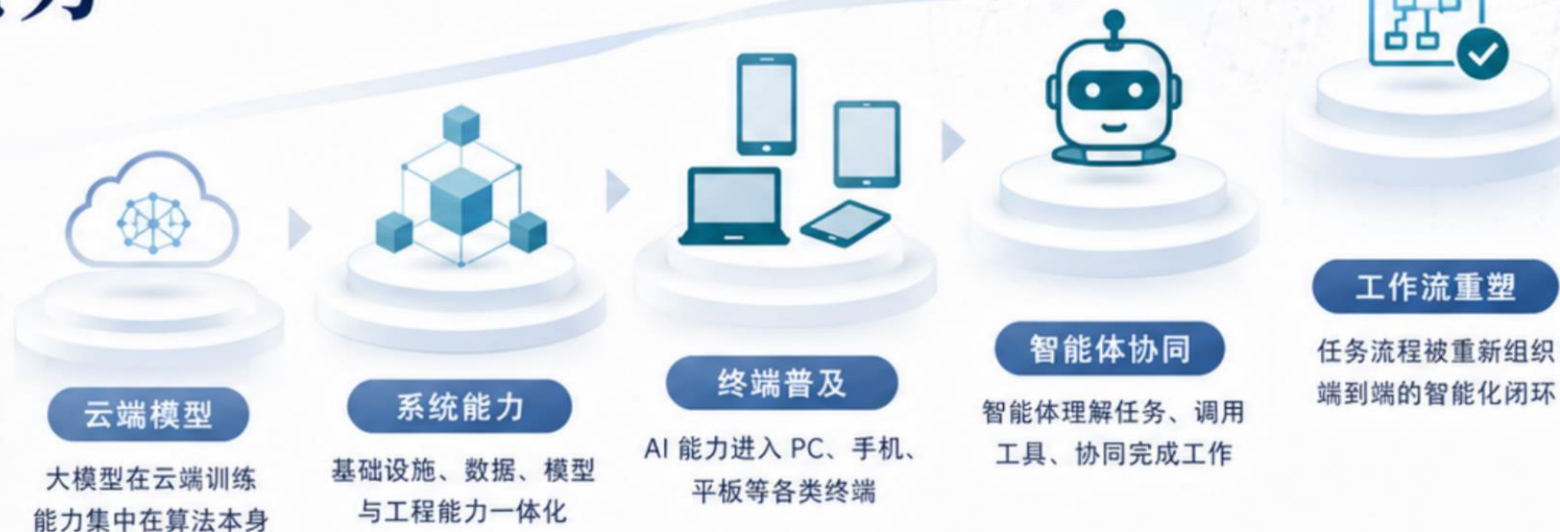 云端模型
大模型在云端训练
能力集中在算法本身
系统能力
基础设施、数据、模型
与工程能力一体化
终端普及
AI 能力进入 PC、手机、
平板等各类终端
智能体协同
智能体理解任务、调用
工具、协同完成工作
工作流重塑
任务流程被重新组织
端到端的智能化闭环